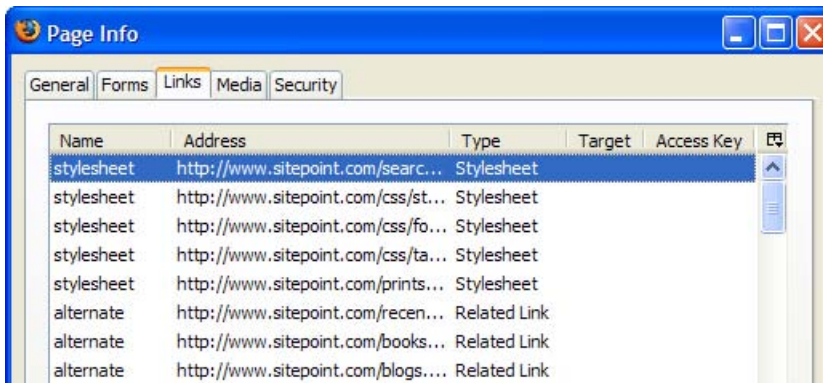 Page Info
General Forms Links Media Security
Name Address Type Target Access Key
stylesheet http://www.sitepoint.com/searc... Stylesheet
stylesheet http://www.sitepoint.com/css/st... Stylesheet
stylesheet http://www.sitepoint.com/css/fo... Stylesheet
stylesheet http://www.sitepoint.com/css/ta... Stylesheet
stylesheet http://www.sitepoint.com/prints... Stylesheet
alternate http://www.sitepoint.com/recen... Related Link
alternate http://www.sitepoint.com/books... Related Link
alternate http://www.sitepoint.com/blogs.... Related Link